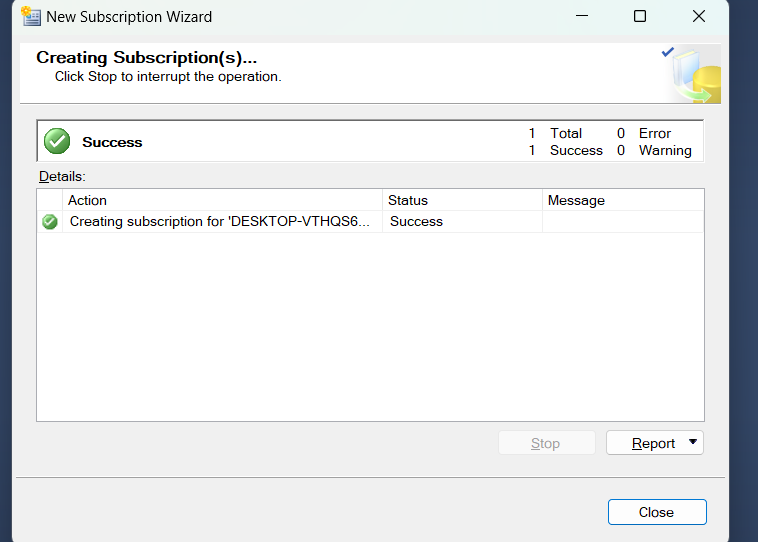 New Subscription Wizard
Creating Subscription(s)...
Click Stop to interrupt the operation.
Success
1 Total 0 Error
1 Success 0 Warning
Details:
Action Status Message
Creating subscription for 'DESKTOP-VTHQS6... Success
Stop Report
Close